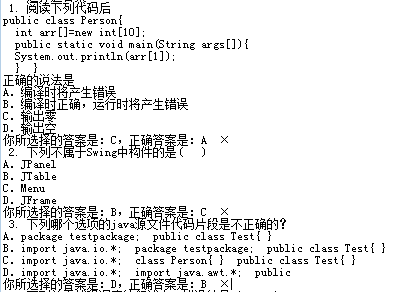 1. 阅读下列代码后
public class Person{
int arr[]=new int[10];
public static void main(String args[]){
System.out.println(arr[1]);
} }
正确的说法是
A. 编译时将产生错误
B. 编译时正确，运行时将产生错误
C. 输出零
D. 输出空
你所选择的答案是: C, 正确答案是: A ×
2. 下列不属于Swing中构件的是( )
A. JPanel
B. JTable
C. Menu
D. JFrame
你所选择的答案是: B, 正确答案是: C ×
3. 下列哪个选项的java源文件代码片段是不正确的?
A. package testpackage; public class Test{ }
B. import java.io.*; package testpackage; public class Test{ }
C. import java.io.*; class Person{ } public class Test{ }
D. import java.io.*; import java.awt.*; public
你所选择的答案是: D, 正确答案是: B ×